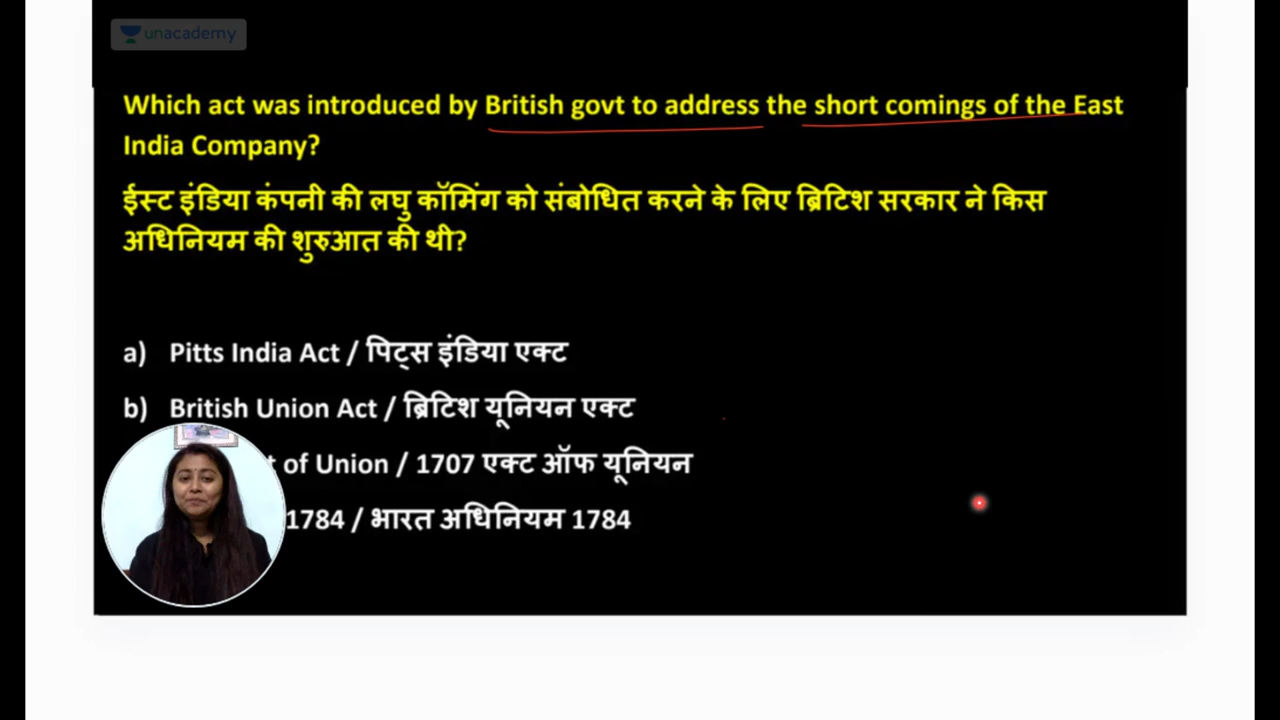 unacademy
Which act was introduced by British govt to address the short comings of the East
India Company?
ईस्ट इंडिया कंपनी की लघु कॉमिंग को संबोधित करने के लिए ब्रिटिश सरकार ने किस
अधिनियम की शुरुआत की थी?
a) Pitts India Act / पिट्स इंडिया एक्ट
b) British Union Act / ब्रिटिश यूनियन एक्ट
of Union / 1707 एक्ट ऑफ यूनियन
1784 / भारत अधिनियम 1784